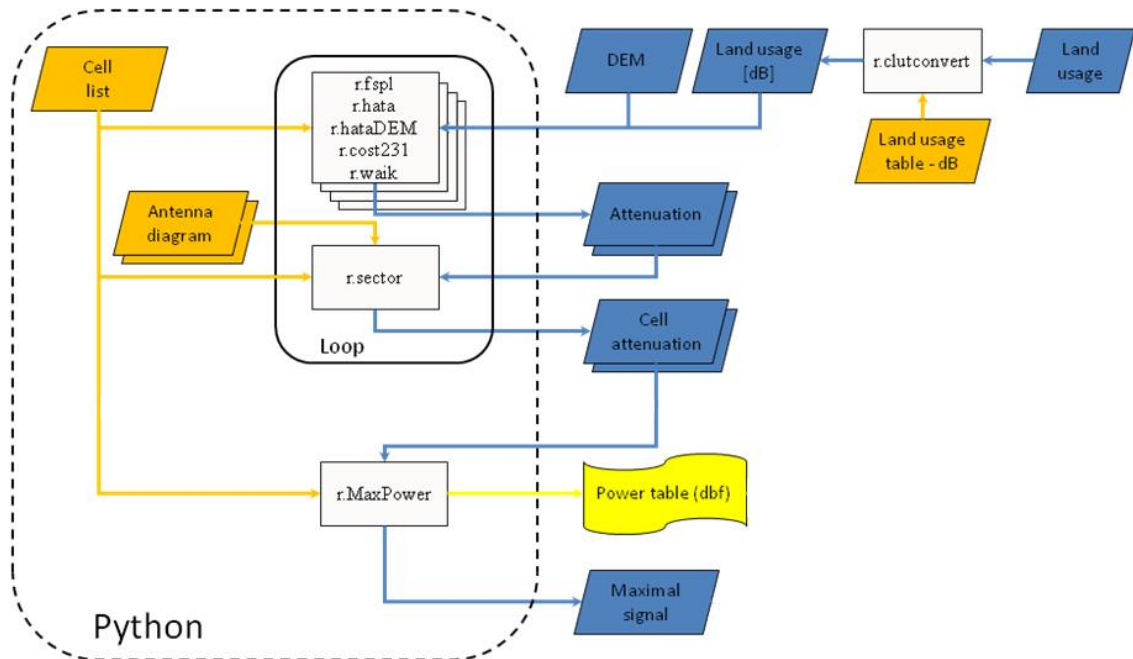 Cell
list
r.fspl
r.hata
r.hataDEM
r.cost231
r.waik
DEM
Land usage
[dB]
r.clutconvert
Land
usage
Land usage
table - dB
Antenna
diagram
Attenuation
r.sector
Loop
Cell
attenuation
r.MaxPower
Power table (dbf)
Maximal
signal
Python